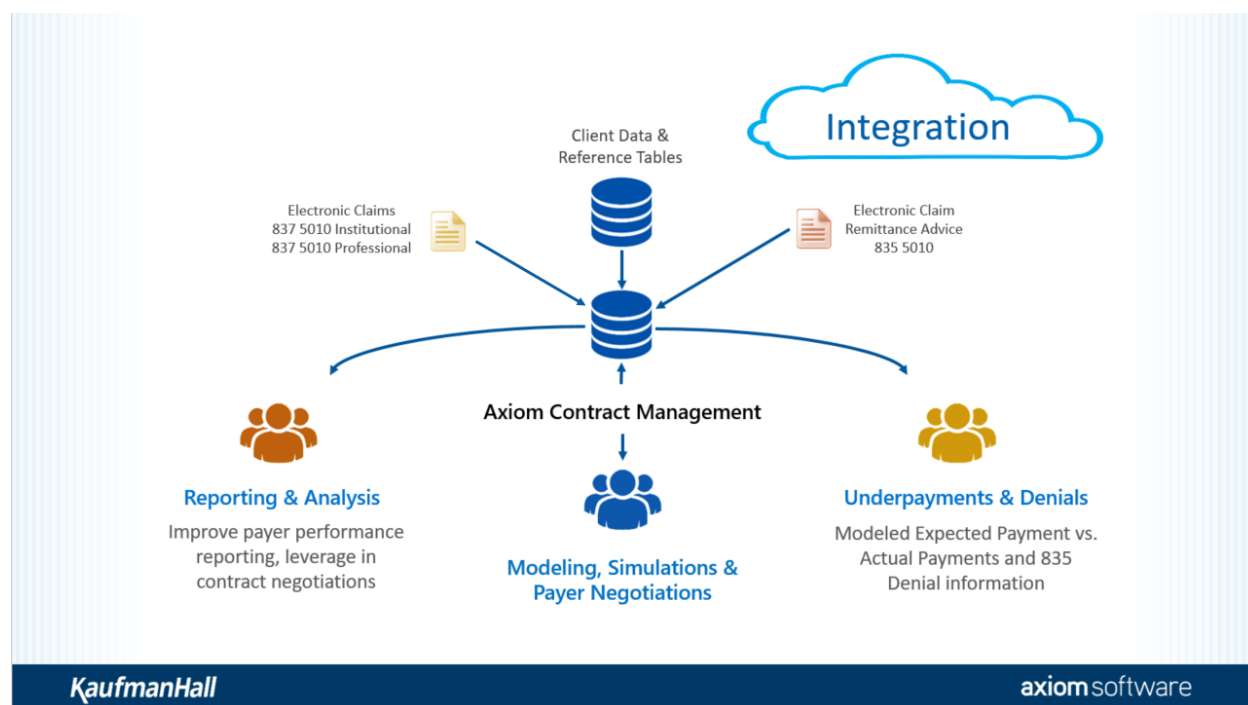 Integration
Client Data &
Reference Tables
Electronic Claims
837 5010 Institutional
837 5010 Professional
Electronic Claim
Remittance Advice
835 5010
Axiom Contract Management
Reporting & Analysis
Improve payer performance
reporting, leverage in
contract negotiations
Modeling, Simulations &
Payer Negotiations
Underpayments & Denials
Modeled Expected Payment vs.
Actual Payments and 835
Denial information
KaufmanHall
axiom software